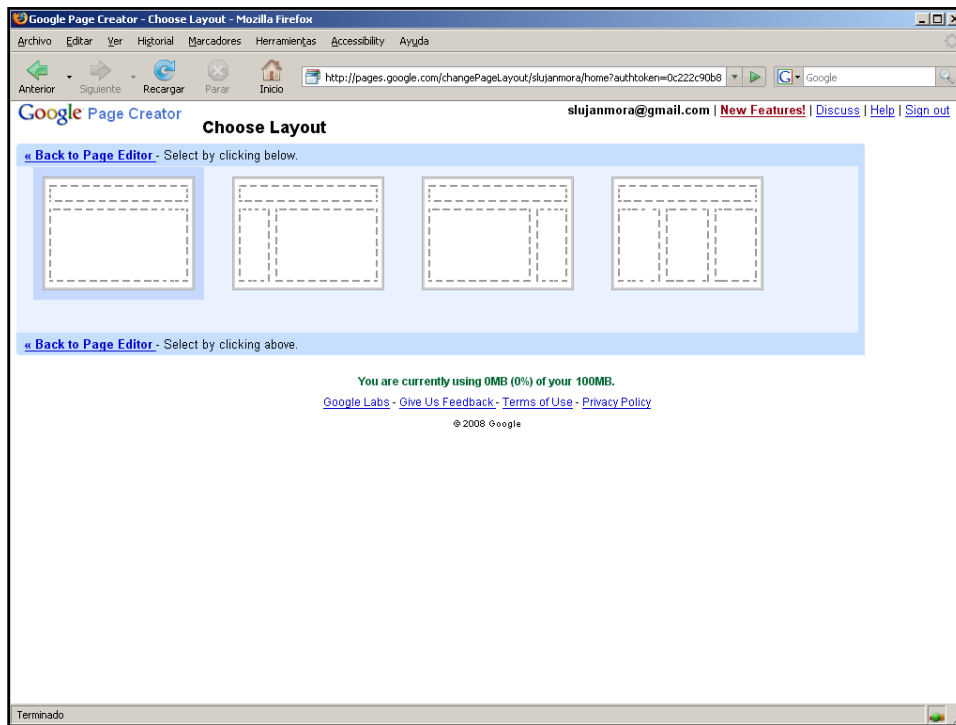 Google Page Creator - Choose Layout - Mozilla Firefox
Archivo Editar Ver Historial Marcadores Herramientas Accessibility Ayuda
Anterior Siguiente Recargar Parar Inicio http://pages.google.com/changePageLayout/slujanmora/home?authtoken=0c222c90b8 G Google
Google Page Creator
slujanmora@gmail.com | New Features! | Discuss | Help | Sign out
Choose Layout
« Back to Page Editor - Select by clicking below.
« Back to Page Editor - Select by clicking above.
You are currently using 0MB (0%) of your 100MB.
Google Labs - Give Us Feedback - Terms of Use - Privacy Policy
© 2008 Google
Terminado